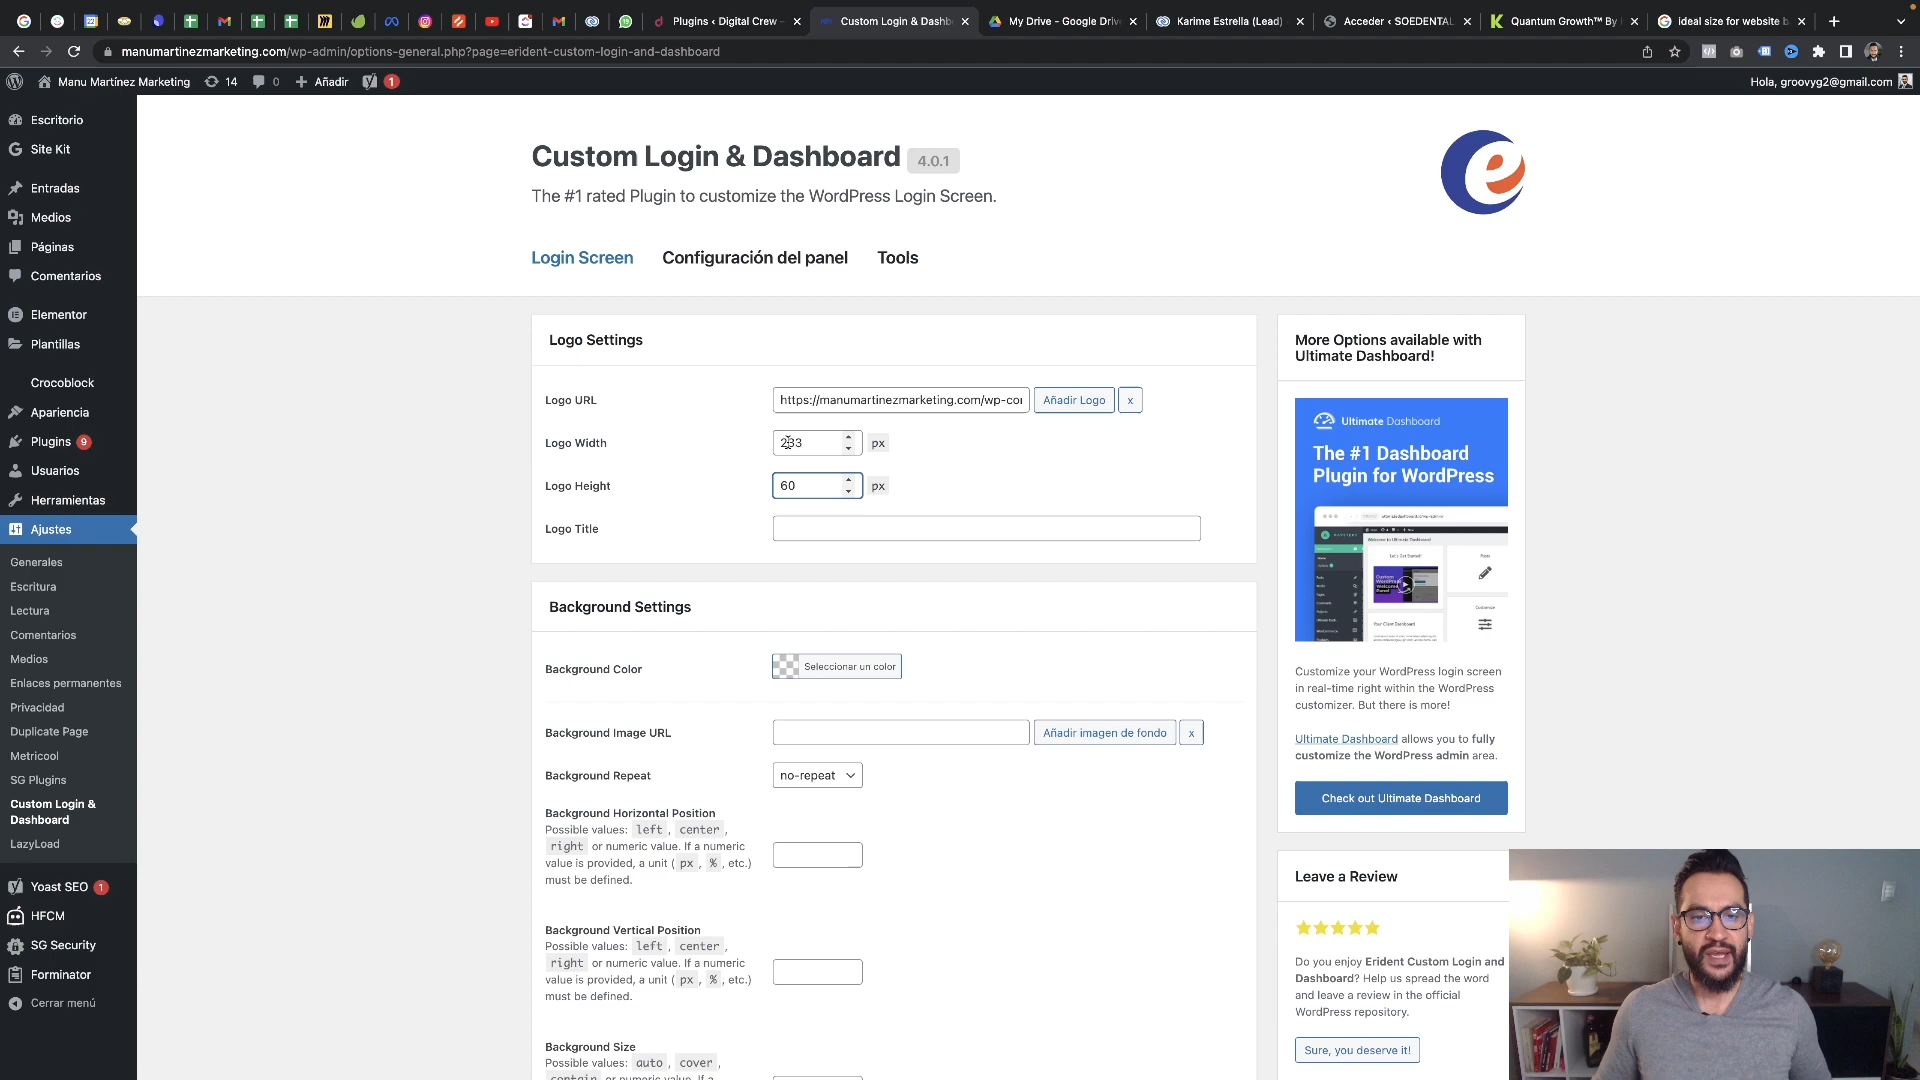 Plugins ‹ Digital Crew –
Custom Login & Dashb
My Drive - Google Driv
Karime Estrella (Lead)
Acceder ‹ SOEDENTAL
Quantum Growth™ By
ideal size for website b
manumartinezmarketing.com/wp-admin/options-general.php?page=erident-custom-login-and-dashboard
Manu Martínez Marketing 14 0 Añadir 1
Hola, groovyg2@gmail.com
Escritorio
Site Kit
Entradas
Medios
Páginas
Comentarios
Elementor
Plantillas
Crocoblock
Apariencia
Plugins 9
Usuarios
Herramientas
Ajustes
Generales
Escritura
Lectura
Comentarios
Medios
Enlaces permanentes
Privacidad
Duplicate Page
Metricool
SG Plugins
Custom Login &
Dashboard
LazyLoad
Yoast SEO 1
HFCM
SG Security
Forminator
Cerrar menú
Custom Login & Dashboard 4.0.1
The #1 rated Plugin to customize the WordPress Login Screen.
Login Screen Configuración del panel Tools
Logo Settings
Logo URL https://manumartinezmarketing.com/wp-co Añadir Logo x
Logo Width 233 px
Logo Height 60 px
Logo Title
Background Settings
Background Color Seleccionar un color
Background Image URL Añadir imagen de fondo x
Background Repeat no-repeat
Background Horizontal Position
Possible values: left , center ,
right or numeric value. If a numeric
value is provided, a unit ( px , % , etc.)
must be defined.
Background Vertical Position
Possible values: left , center ,
right or numeric value. If a numeric
value is provided, a unit ( px , % , etc.)
must be defined.
Background Size
Possible values: auto , cover ,
contain or numeric value. If a
More Options available with
Ultimate Dashboard!
Ultimate Dashboard
The #1 Dashboard
Plugin for WordPress
Customize your WordPress login screen
in real-time right within the WordPress
customizer. But there is more!
Ultimate Dashboard allows you to fully
customize the WordPress admin area.
Check out Ultimate Dashboard
Leave a Review
Do you enjoy Erident Custom Login and
Dashboard? Help us spread the word
and leave a review in the official
WordPress repository.
Sure, you deserve it!